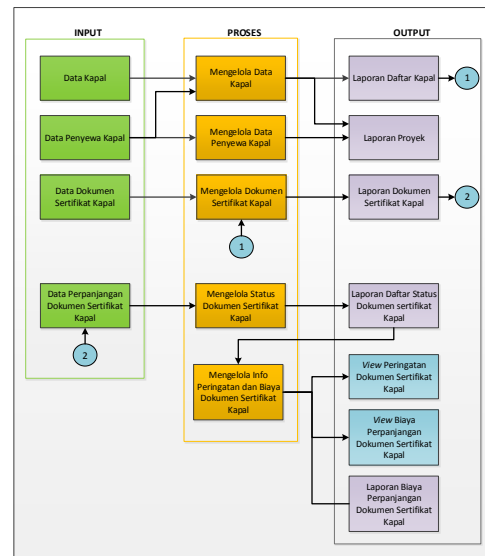 INPUT
PROSES
OUTPUT
Data Kapal
Mengelola Data
Kapal
Laporan Daftar Kapal
1
Data Penyewa Kapal
Mengelola Data
Penyewa Kapal
Laporan Proyek
Data Dokumen
Sertifikat Kapal
Mengelola Dokumen
Sertifikat Kapal
Laporan Dokumen
Sertifikat Kapal
2
1
Data Perpanjangan
Dokumen Sertifikat
Kapal
Mengelola Status
Dokumen Sertifikat
Kapal
Laporan Daftar Status
Dokumen sertifikat
Kapal
2
Mengelola Info
Peringatan dan Biaya
Dokumen Sertifikat
Kapal
View Peringatan
Dokumen Sertifikat
Kapal
View Biaya
Perpanjangan
Dokumen Sertifikat
Kapal
Laporan Biaya
Perpanjangan
Dokumen Sertifikat
Kapal